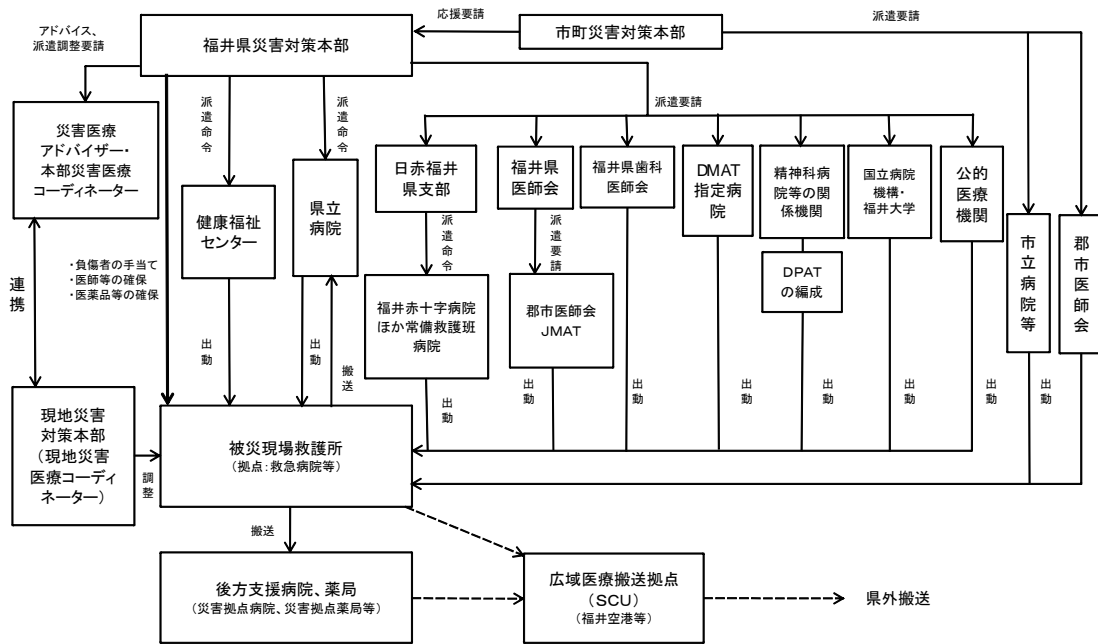 アドバイス、
派遣調整要請
福井県災害対策本部
応援要請
市町災害対策本部
派遣要請
派遣命令
派遣命令
派遣要請
災害医療
アドバイザー・
本部災害医療
コーディネーター
健康福祉
センター
県立
病院
日赤福井
県支部
福井県
医師会
福井県歯科
医師会
DMAT
指定病
院
精神科病
院等の関
係機関
国立病院
機構・
福井大学
公的
医療
機関
市立病院等
郡市医師会
派遣命令
派遣要請
DPAT
の編成
連携
・負傷者の手当て
・医師等の確保
・医薬品等の確保
福井赤十字病院
ほか常備救護班
病院
郡市医師会
JMAT
出動
出動
搬送
出動
出動
出動
出動
出動
出動
出動
出動
出動
現地災害
対策本部
(現地災害
医療コーディ
ネーター)
調整
被災現場救護所
(拠点:救急病院等)
搬送
後方支援病院、薬局
(災害拠点病院、災害拠点薬局等)
広域医療搬送拠点
(SCU)
(福井空港等)
県外搬送